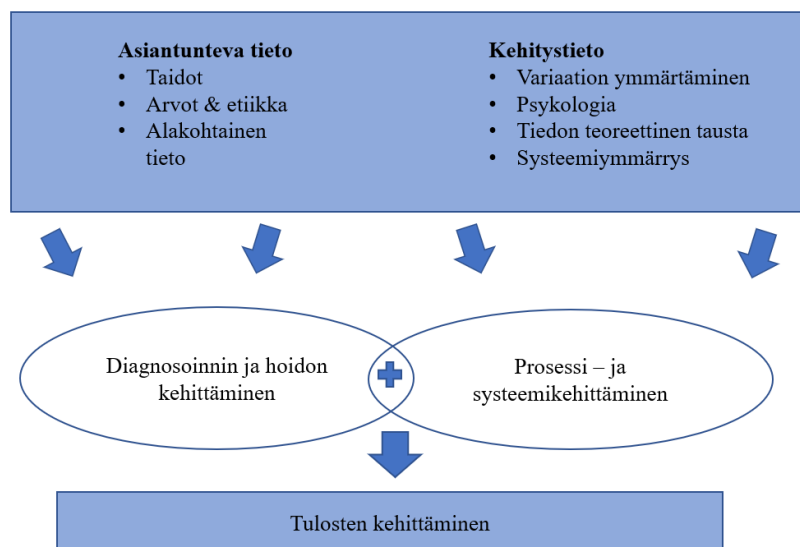 Asiantunteva tieto
• Taidot
• Arvot & etiikka
• Alakohtainen
tieto
Kehitystieto
• Variaation ymmärtäminen
• Psykologia
• Tiedon teoreettinen tausta
• Systeemiymmärrys
Diagnosoinnin ja hoidon
kehittäminen
Prosessi – ja
systeemikehittäminen
Tulosten kehittäminen